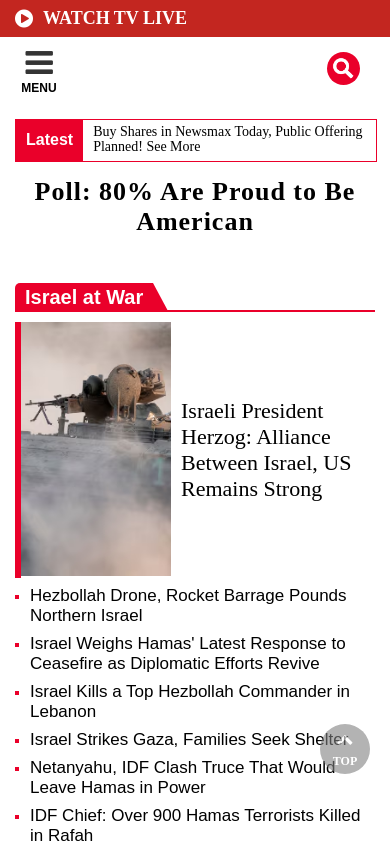 WATCH TV LIVE
MENU
Latest
Buy Shares in Newsmax Today, Public Offering
Planned! See More
Poll: 80% Are Proud to Be
American
Israel at War
Israeli President
Herzog: Alliance
Between Israel, US
Remains Strong
Hezbollah Drone, Rocket Barrage Pounds
Northern Israel
Israel Weighs Hamas' Latest Response to
Ceasefire as Diplomatic Efforts Revive
Israel Kills a Top Hezbollah Commander in
Lebanon
Israel Strikes Gaza, Families Seek Shelter
Netanyahu, IDF Clash Truce That Would
Leave Hamas in Power
TOP
IDF Chief: Over 900 Hamas Terrorists Killed
in Rafah